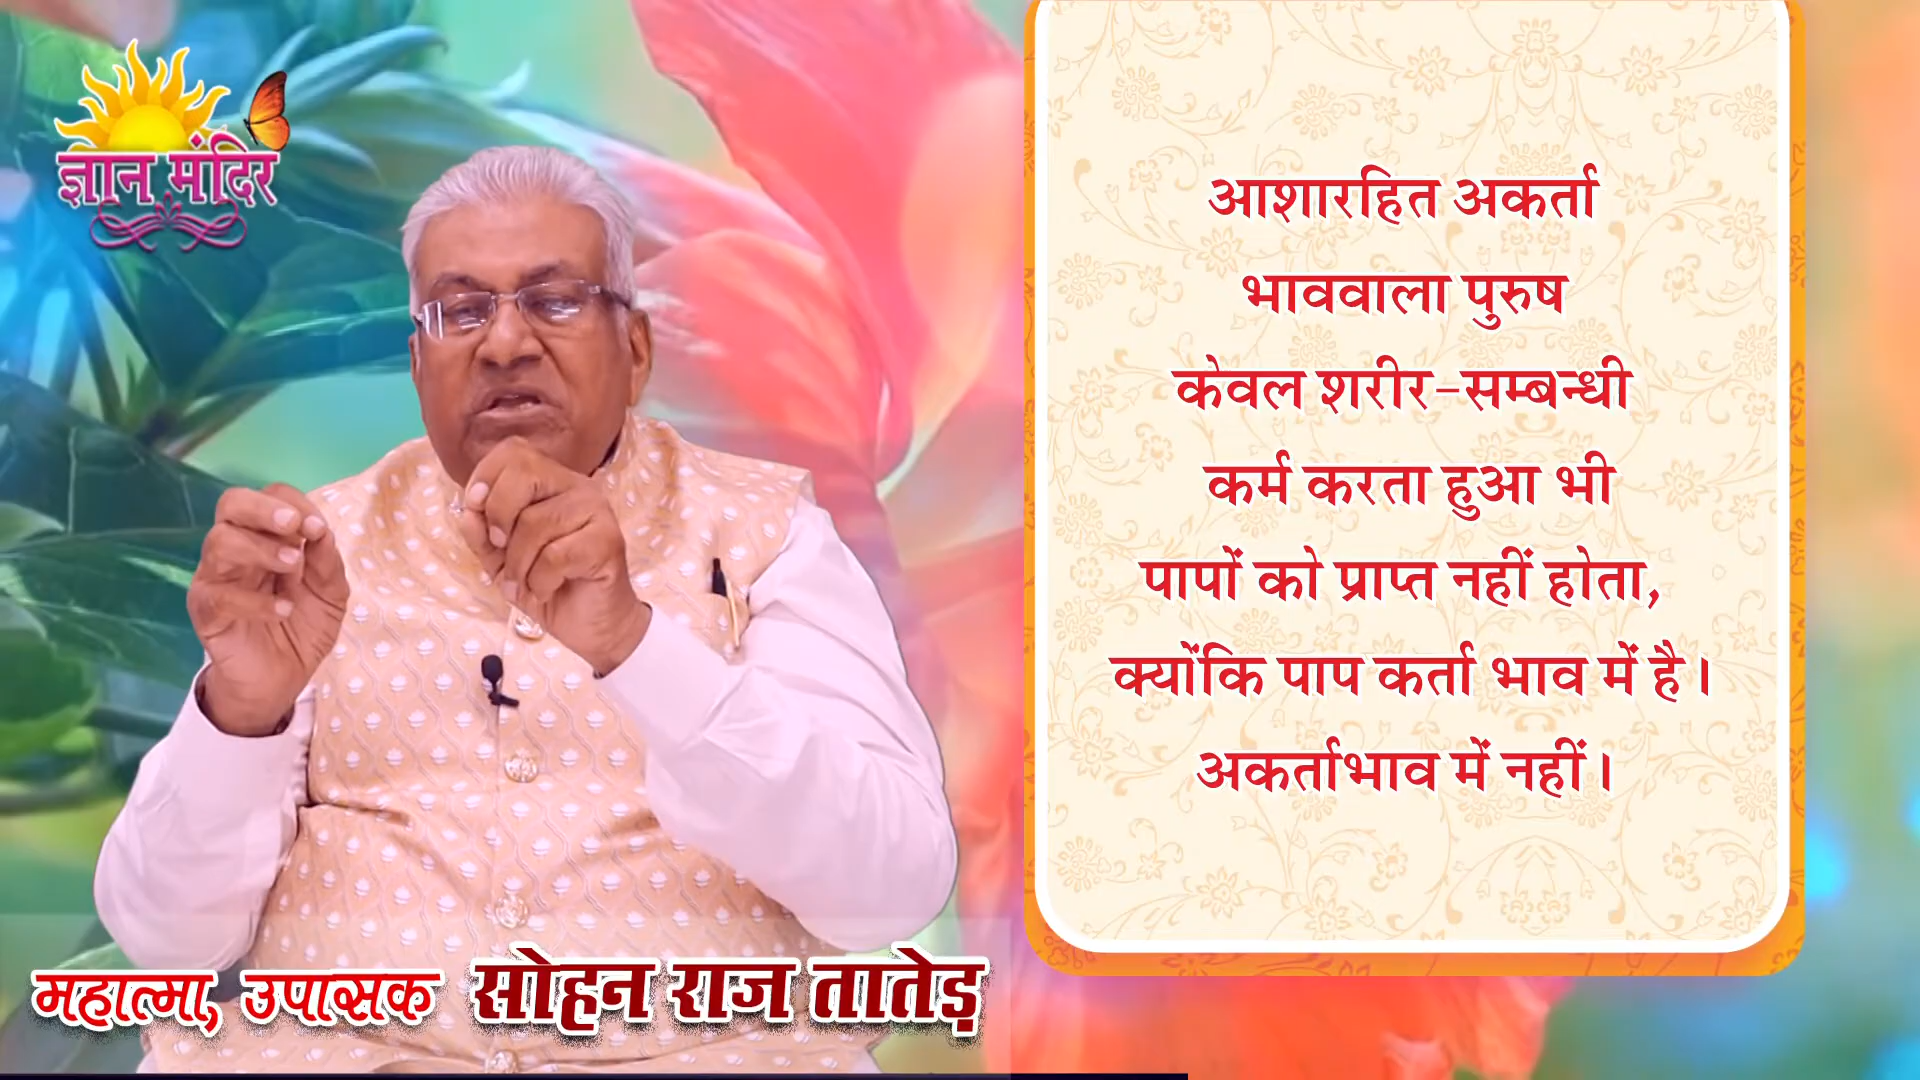 ज्ञान मंदिर
आशारहित अकर्ता
भाववाला पुरुष
केवल शरीर-सम्बन्धी
कर्म करता हुआ भी
पापों को प्राप्त नहीं होता,
क्योंकि पाप कर्ता भाव में है।
अकर्ताभाव में नहीं।
महात्मा, उपासक सोहन राज तातेड़